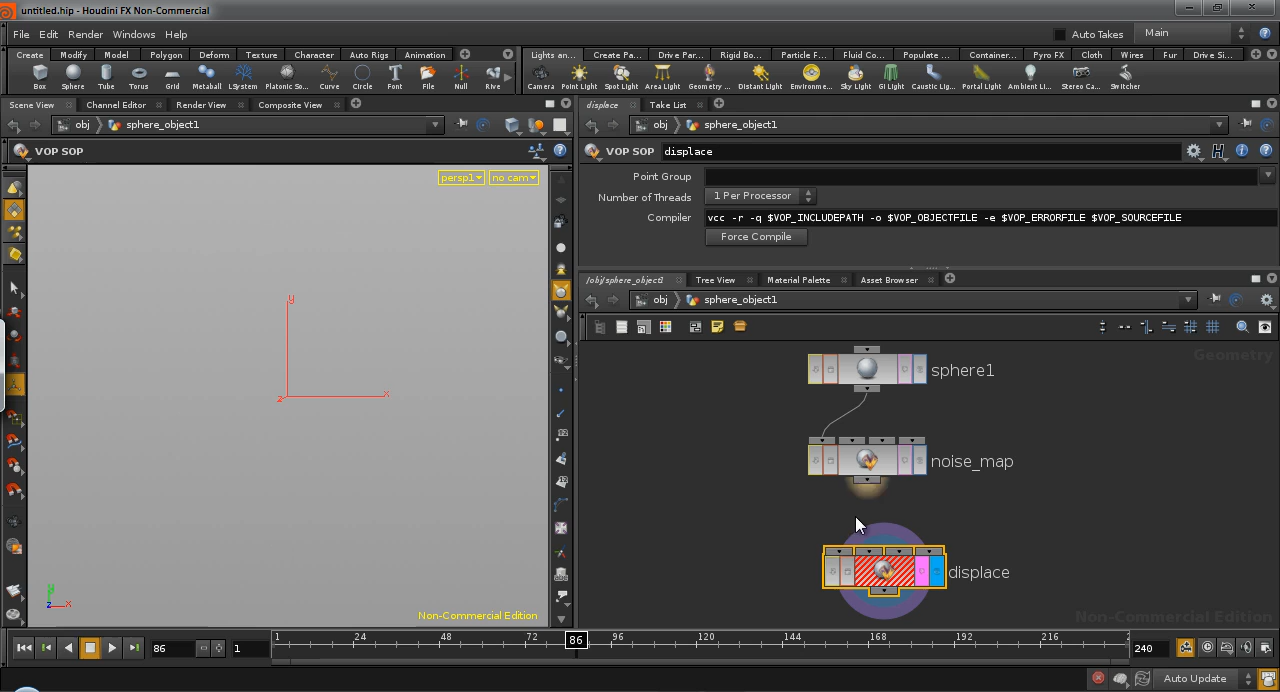 untitled.hip - Houdini FX Non-Commercial
File Edit Render Windows Help
Auto Takes Main
Create Modify Model Polygon Deform Texture Character Auto Rigs Animation
Lights an... Create Pa... Drive Par... Rigid Bo... Particle F... Fluid Co... Populate ... Container... Pyro FX Cloth Wires Fur Drive Si...
Box Sphere Tube Torus Grid Metaball LSystem Platonic So... Curve Circle Font File Null Rive
Camera Point Light Spot Light Area Light Geometry ... Distant Light Environme... Sky Light GI Light Caustic Lig... Portal Light Ambient Li... Stereo Ca... Switcher
Scene View Channel Editor Render View Composite View
displace Take List
obj sphere_object1
obj sphere_object1
VOP SOP
VOP SOP displace
persp1 no cam
Point Group
Number of Threads 1 Per Processor
Compiler vcc -r -q $VOP_INCLUDEPATH -o $VOP_OBJECTFILE -e $VOP_ERRORFILE $VOP_SOURCEFILE
Force Compile
/obj/sphere_object1 Tree View Material Palette Asset Browser
obj sphere_object1
Geometry
sphere1
noise_map
displace
y
x
z
y
z x
Non-Commercial Edition
Non-Commercial Edition
86 1 1 24 48 72 86 96 120 144 168 192 216 2 240
Auto Update